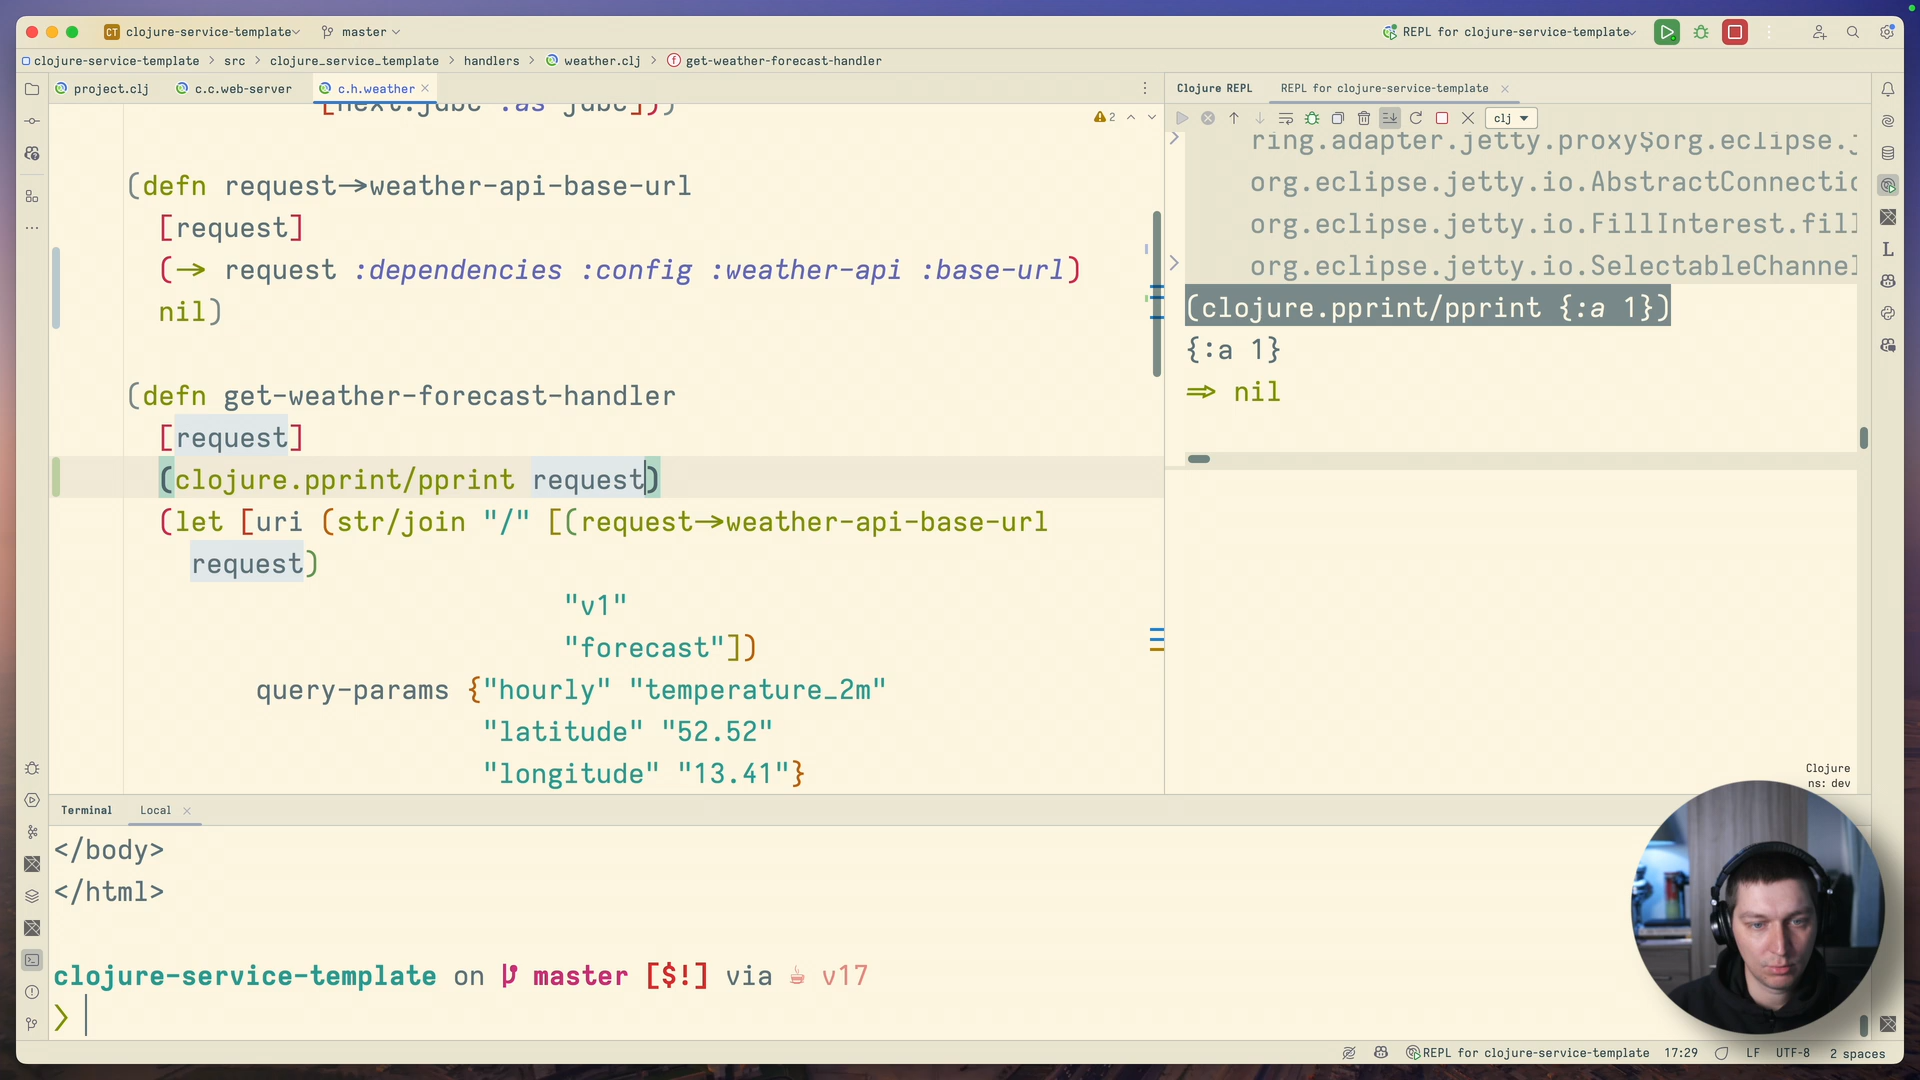 CT clojure-service-template master REPL for clojure-service-template
clojure-service-template > src > clojure_service_template > handlers > weather.clj > f get-weather-forecast-handler
project.clj c.c.web-server c.h.weather
Clojure REPL REPL for clojure-service-template
2
clj
(defn request->weather-api-base-url
[request]
(-> request :dependencies :config :weather-api :base-url)
nil)
(defn get-weather-forecast-handler
[request]
(clojure.pprint/pprint request)
(let [uri (str/join "/" [(request->weather-api-base-url
request)
"v1"
"forecast"])
query-params {"hourly" "temperature_2m"
"latitude" "52.52"
"longitude" "13.41"}
ring.adapter.jetty.proxy$org.eclipse.
org.eclipse.jetty.io.AbstractConnectio
org.eclipse.jetty.io.FillInterest.fill
org.eclipse.jetty.io.SelectableChannel
(clojure.pprint/pprint {:a 1})
{:a 1}
=> nil
Clojure
ns: dev
Terminal Local
</body>
</html>
clojure-service-template on master [$!] via v17
❯
REPL for clojure-service-template 17:29 LF UTF-8 2 spaces